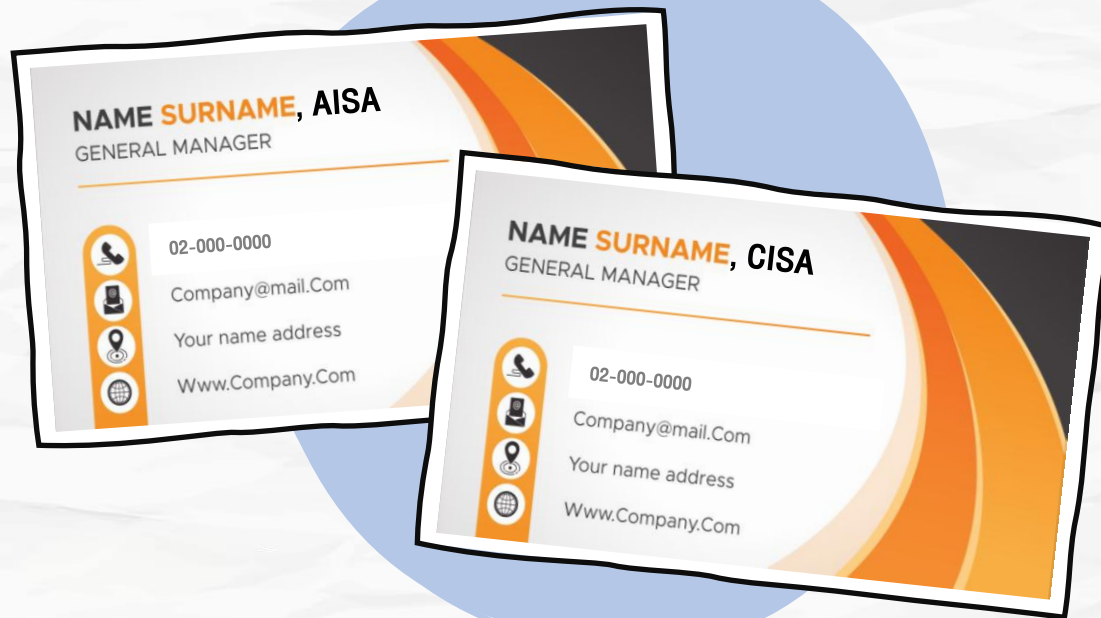 NAME SURNAME, AISA
GENERAL MANAGER
02-000-0000
Company@mail.Com
Your name address
Www.Company.Com
NAME SURNAME, CISA
GENERAL MANAGER
02-000-0000
Company@mail.Com
Your name address
Www.Company.Com